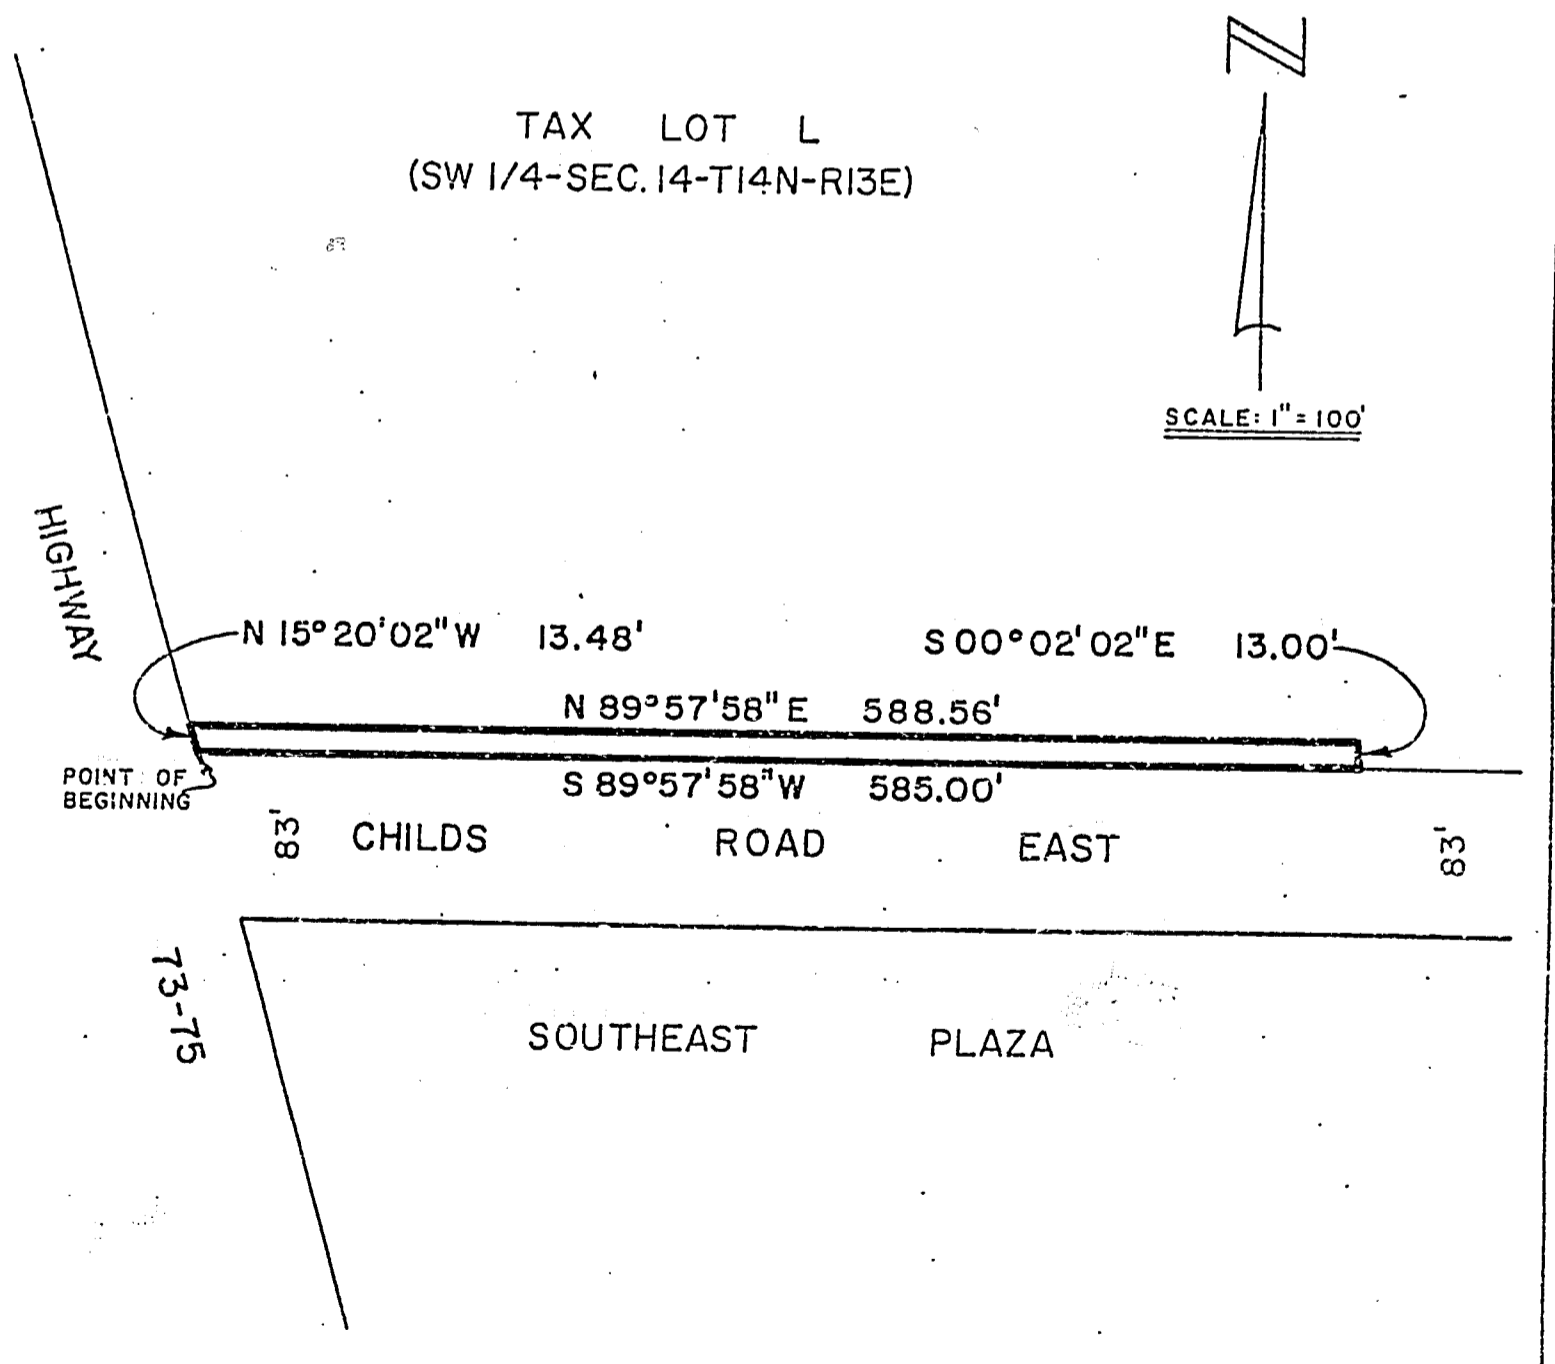 N
TAX LOT L
(SW 1/4-SEC. 14-T14N-R13E)
SCALE: 1" = 100'
HIGHWAY
N 15° 20' 02" W 13.48'
S 00° 02' 02" E 13.00'
N 89° 57' 58" E 588.56'
S 89° 57' 58" W 585.00'
POINT OF
BEGINNING
83'
CHILDS ROAD EAST
83'
73-75
SOUTHEAST PLAZA